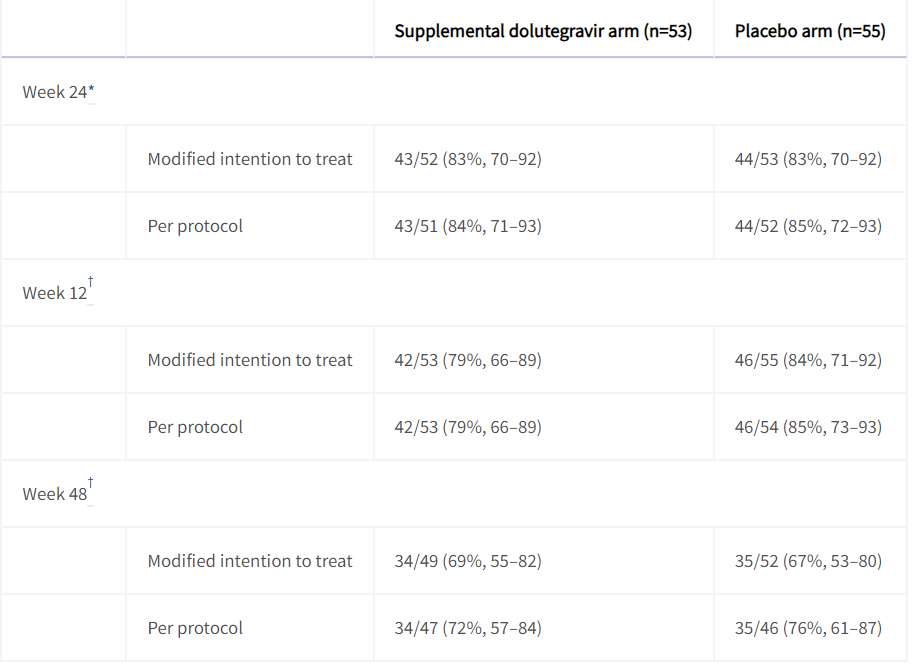 Supplemental dolutegravir arm (n=53) Placebo arm (n=55)
Week 24*
Modified intention to treat 43/52 (83%, 70–92) 44/53 (83%, 70–92)
Per protocol 43/51 (84%, 71–93) 44/52 (85%, 72–93)
Week 12†
Modified intention to treat 42/53 (79%, 66–89) 46/55 (84%, 71–92)
Per protocol 42/53 (79%, 66–89) 46/54 (85%, 73–93)
Week 48†
Modified intention to treat 34/49 (69%, 55–82) 35/52 (67%, 53–80)
Per protocol 34/47 (72%, 57–84) 35/46 (76%, 61–87)